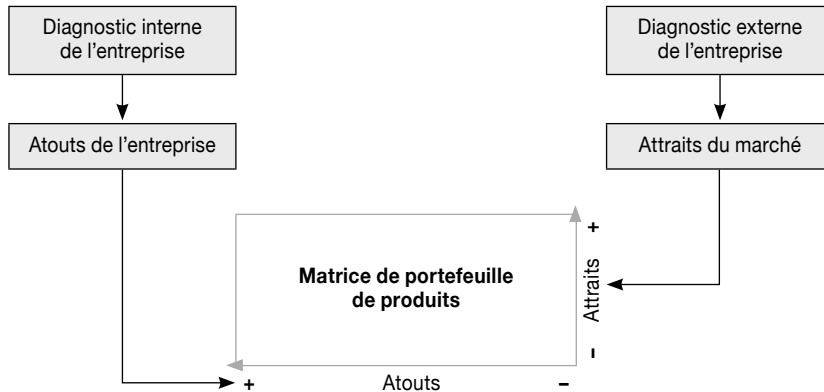 Diagnostic interne
de l'entreprise
Diagnostic externe
de l'entreprise
Atouts de l'entreprise
Attraits du marché
Matrice de portefeuille
de produits
+
Attraits
–
+ Atouts –